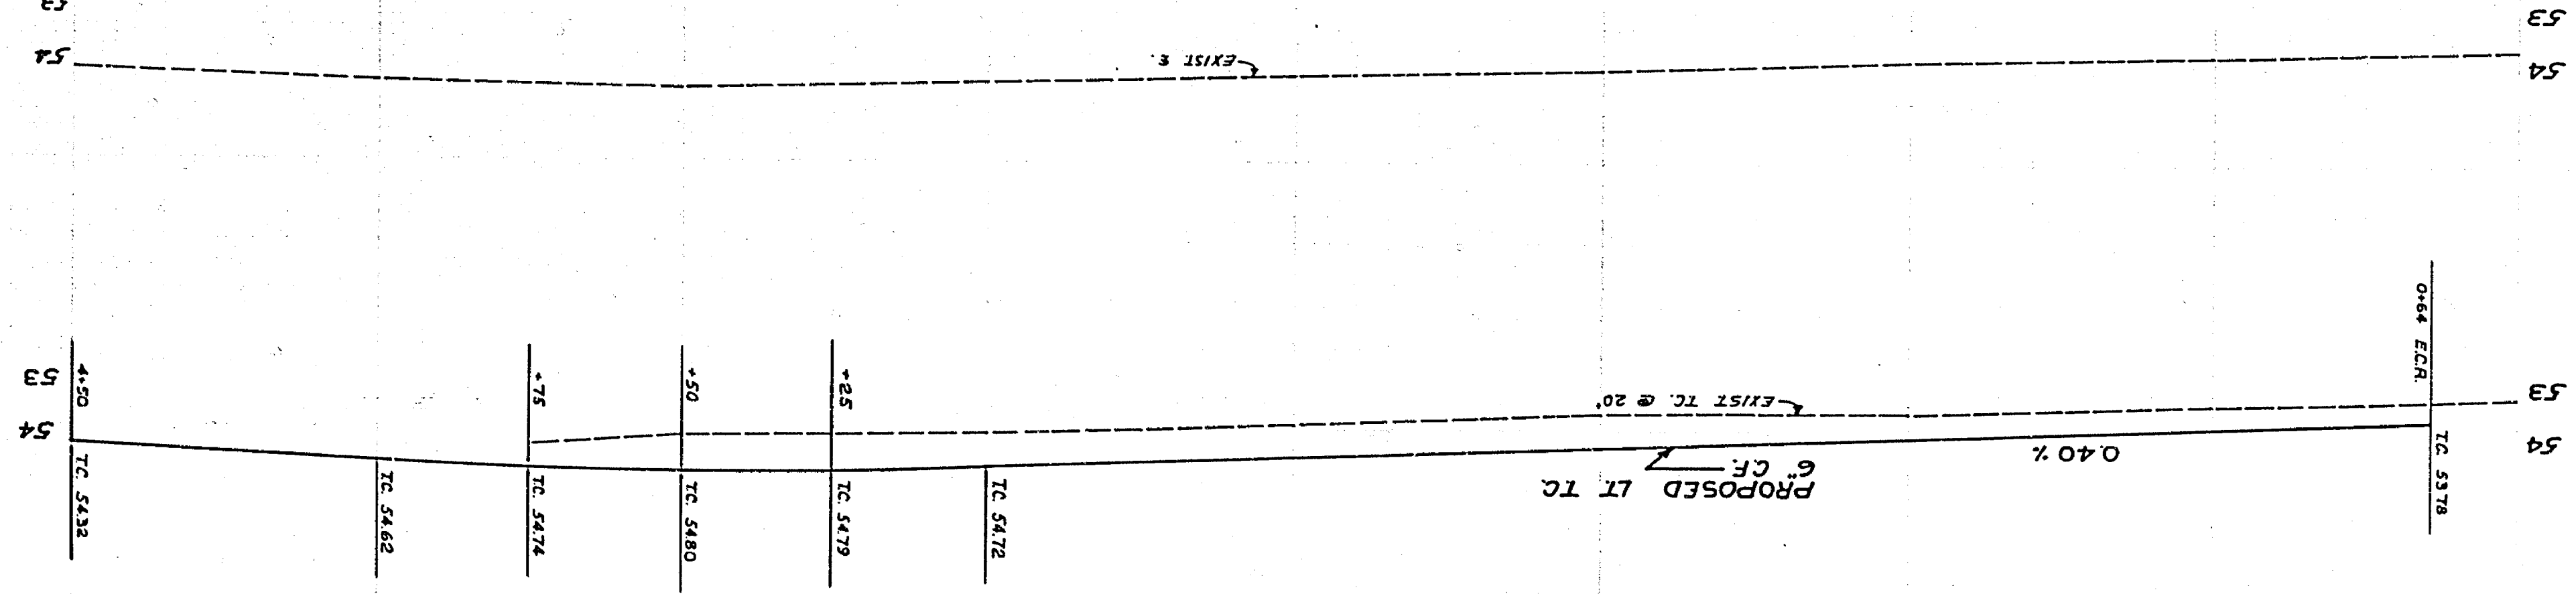 TC. 53.78
TC. 54.72
TC. 54.79
TC. 54.80
TC. 54.74
TC. 54.62
TC. 54.32
PROPOSED LT. TC.
6" C.F.
0.40 %
54
54
EXIST. TC. @ 20'
53
53
0+64 E.C.R.
+25
+50
+75
4+50
EXIST ℄.
54
54
53
53